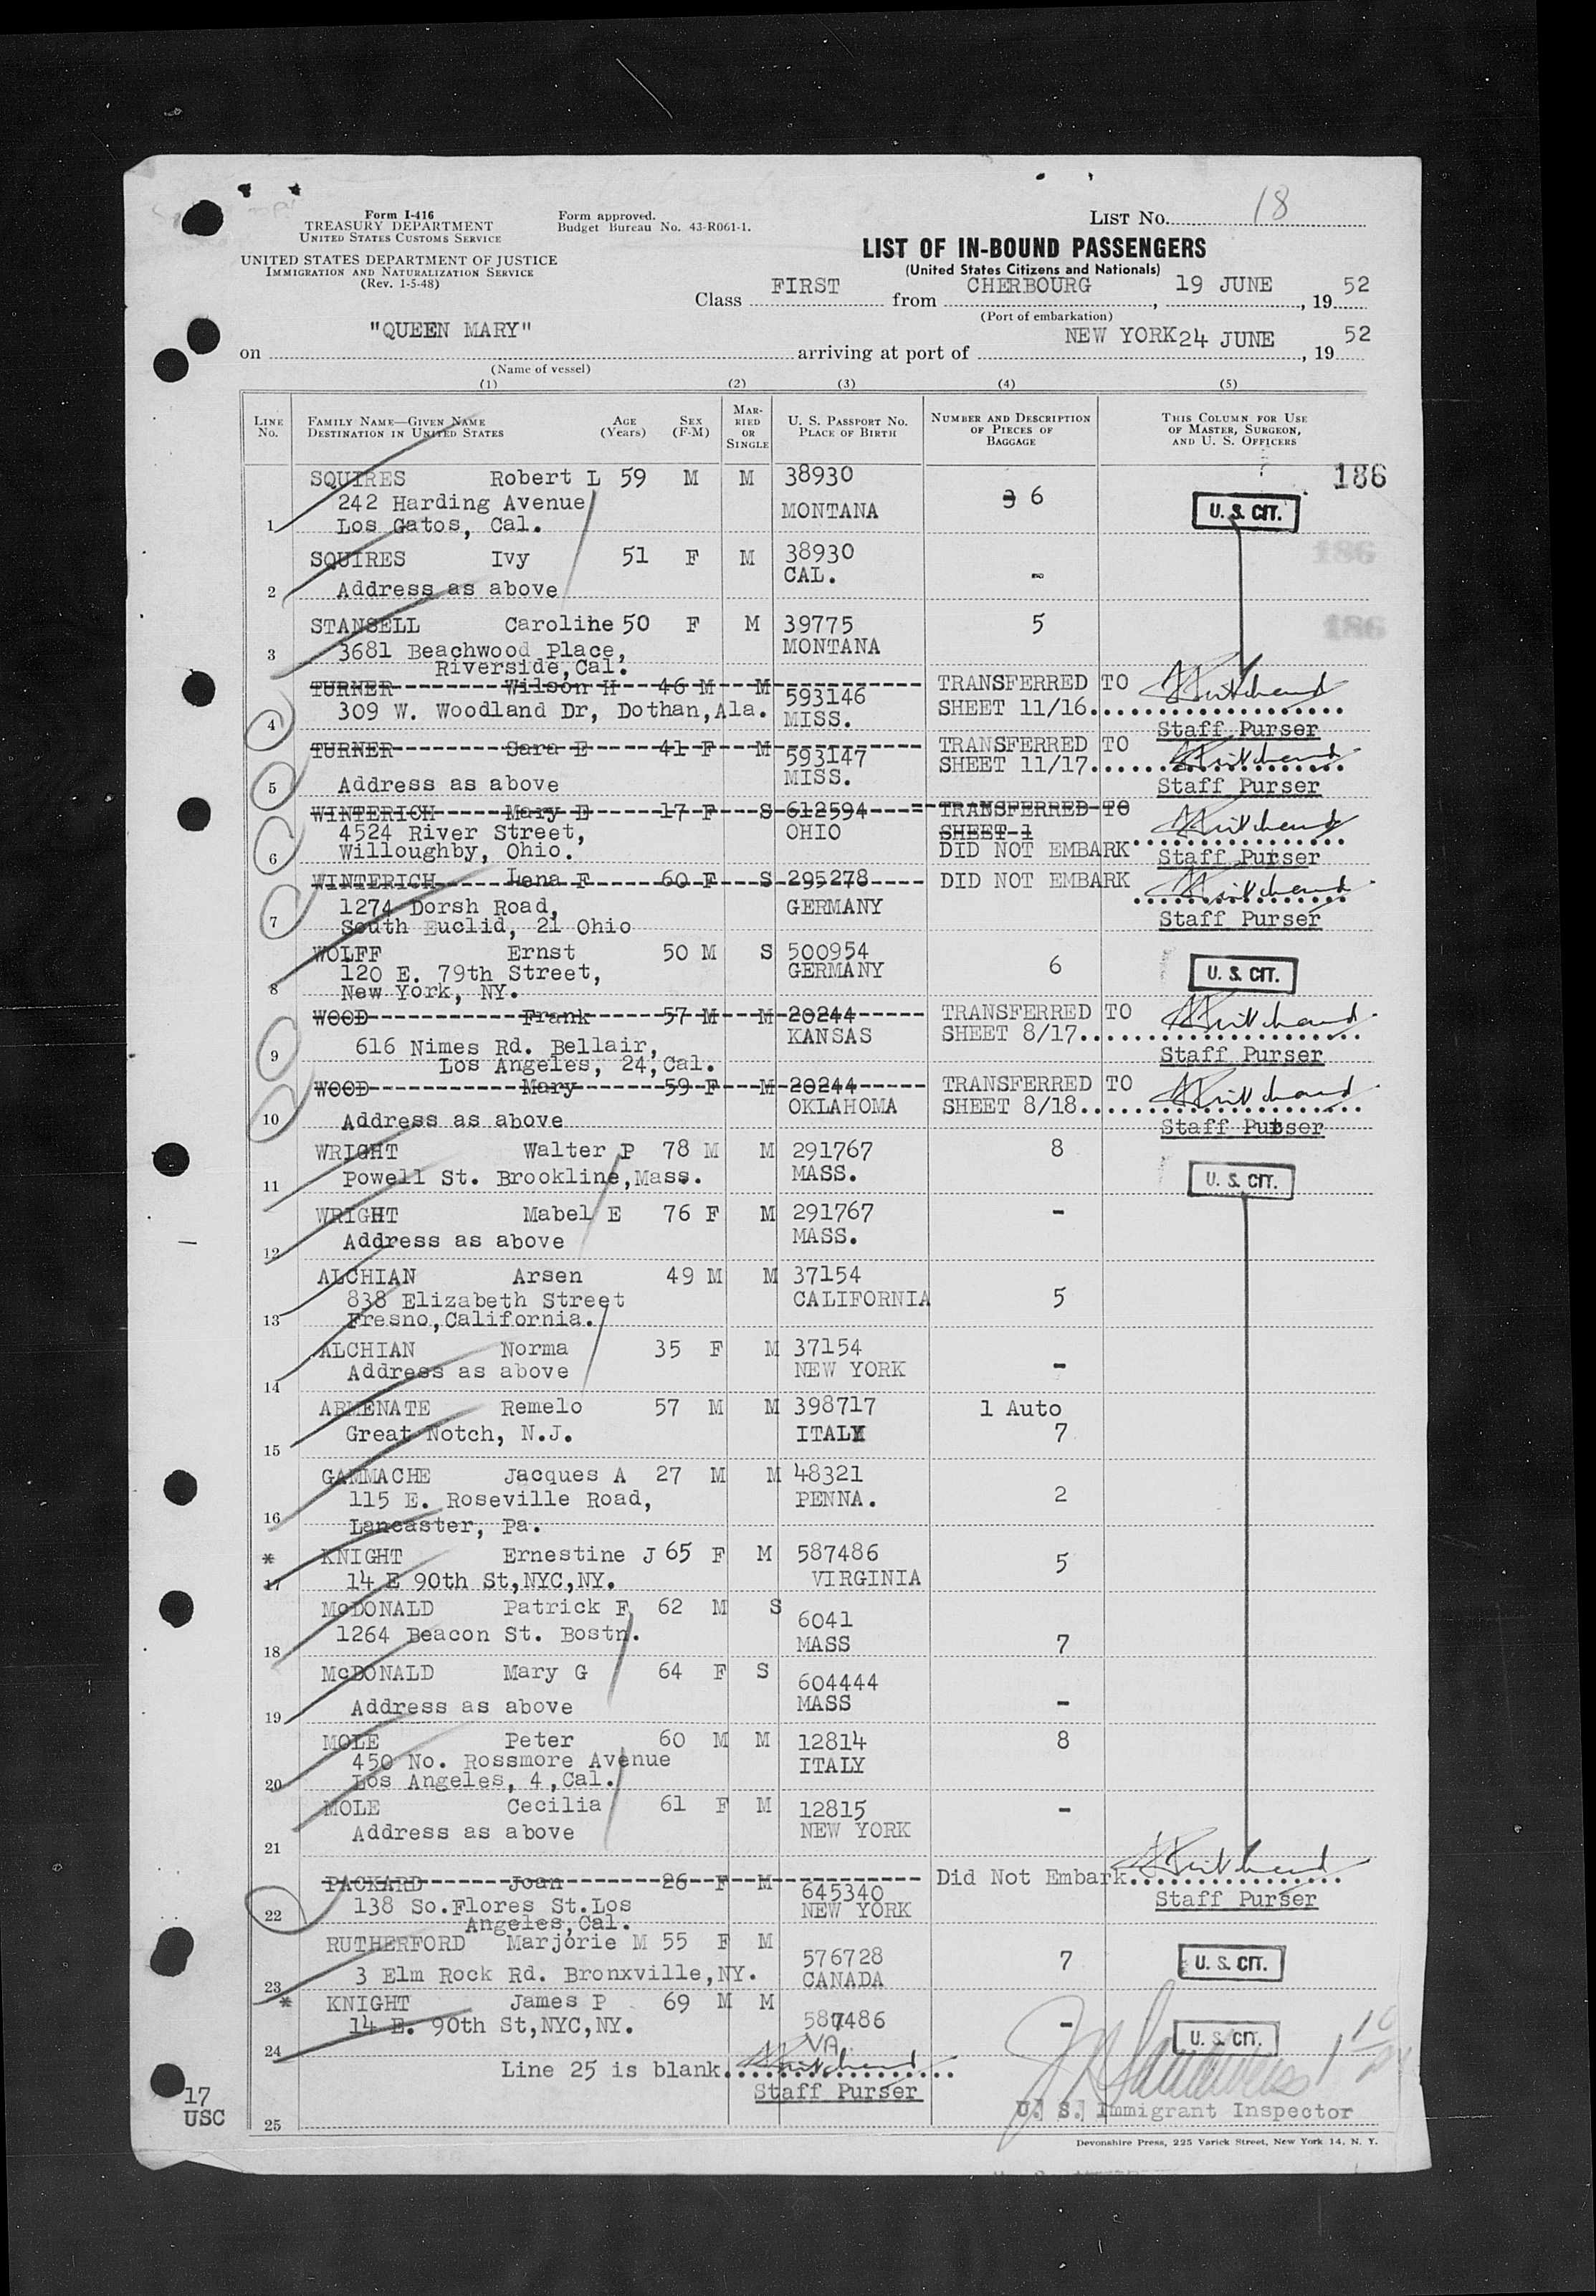 Form I-416
TREASURY DEPARTMENT
UNITED STATES CUSTOMS SERVICE
UNITED STATES DEPARTMENT OF JUSTICE
IMMIGRATION AND NATURALIZATION SERVICE
(Rev. 1-5-48)
Form approved.
Budget Bureau No. 43-R061-1.
LIST NO. 18
LIST OF IN-BOUND PASSENGERS
(United States Citizens and Nationals)
Class FIRST from CHERBOURG, 19 JUNE, 1952
(Port of embarkation)
on "QUEEN MARY" arriving at port of NEW YORK 24 JUNE, 1952
(Name of vessel)
(1) (2) (3) (4) (5)
LINE NO. FAMILY NAME—GIVEN NAME DESTINATION IN UNITED STATES AGE (Years) SEX (F-M) MARRIED OR SINGLE U. S. PASSPORT NO. PLACE OF BIRTH NUMBER AND DESCRIPTION OF PIECES OF BAGGAGE THIS COLUMN FOR USE OF MASTER, SURGEON, AND U. S. OFFICERS
186
SQUIRES Robert L 59 M M 38930
242 Harding Avenue MONTANA 3 6 U. S. CIT.
1 Los Gatos, Cal.
SQUIRES Ivy 51 F M 38930
CAL. -
2 Address as above
186
STANSELL Caroline 50 F M 39775 5
186
3 3681 Beachwood Place, MONTANA
Riverside, Cal.
TURNER Wilson H 46 M M 593146 TRANSFERRED TO
4 309 W. Woodland Dr, Dothan, Ala. MISS. SHEET 11/16
Staff Purser
TURNER Sara E 41 F M 593147 TRANSFERRED TO
SHEET 11/17
5 Address as above MISS. Staff Purser
WINTERICH Mary E 17 F S 612594 TRANSFERRED TO
4524 River Street, OHIO SHEET 1
6 Willoughby, Ohio. DID NOT EMBARK Staff Purser
WINTERICH Lena F 60 F S 295278 DID NOT EMBARK
1274 Dorsh Road, GERMANY
7 South Euclid, 21 Ohio Staff Purser
WOLFF Ernst 50 M S 500954
120 E. 79th Street, GERMANY 6 U. S. CIT.
8 New York, NY.
WOOD Frank 57 M M 20244 TRANSFERRED TO
9 616 Nimes Rd. Bellair, KANSAS SHEET 8/17
Los Angeles, 24, Cal. Staff Purser
WOOD Mary 59 F M 20244 TRANSFERRED TO
OKLAHOMA SHEET 8/18
10 Address as above Staff Purser
WRIGHT Walter P 78 M M 291767 8
11 Powell St. Brookline, Mass. MASS. U. S. CIT.
WRIGHT Mabel E 76 F M 291767 -
12 Address as above MASS.
ALCHIAN Arsen 49 M M 37154
838 Elizabeth Street CALIFORNIA 5
13 Fresno, California.
ALCHIAN Norma 35 F M 37154
14 Address as above NEW YORK -
ARMENATE Remelo 57 M M 398717 1 Auto
15 Great Notch, N.J. ITALY 7
GAMMACHE Jacques A 27 M M 48321
115 E. Roseville Road, PENNA. 2
16 Lancaster, Pa.
* KNIGHT Ernestine J 65 F M 587486 5
17 14 E 90th St, NYC, NY. VIRGINIA
McDONALD Patrick F 62 M S 6041
18 1264 Beacon St. Bostn. MASS 7
McDONALD Mary G 64 F S 604444
19 Address as above MASS -
MOLE Peter 60 M M 12814 8
450 No. Rossmore Avenue ITALY
20 Los Angeles, 4, Cal.
MOLE Cecilia 61 F M 12815 -
21 Address as above NEW YORK
PACKARD Joan 26 F M 645340 Did Not Embark
22 138 So. Flores St. Los NEW YORK Staff Purser
Angeles, Cal.
RUTHERFORD Marjorie M 55 F M 576728 7 U. S. CIT.
23 3 Elm Rock Rd. Bronxville, NY. CANADA
* KNIGHT James P 69 M M 587486 -
24 14 E. 90th St, NYC, NY. VA. U. S. CIT.
Line 25 is blank
Staff Purser
17
USC
25 U. S. Immigrant Inspector
Devonshire Press, 225 Varick Street, New York 14, N. Y.